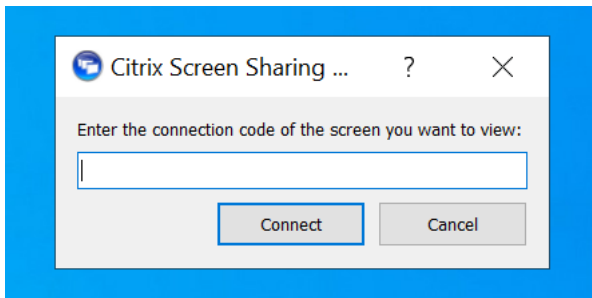 Citrix Screen Sharing ... ?
Enter the connection code of the screen you want to view:
Connect Cancel